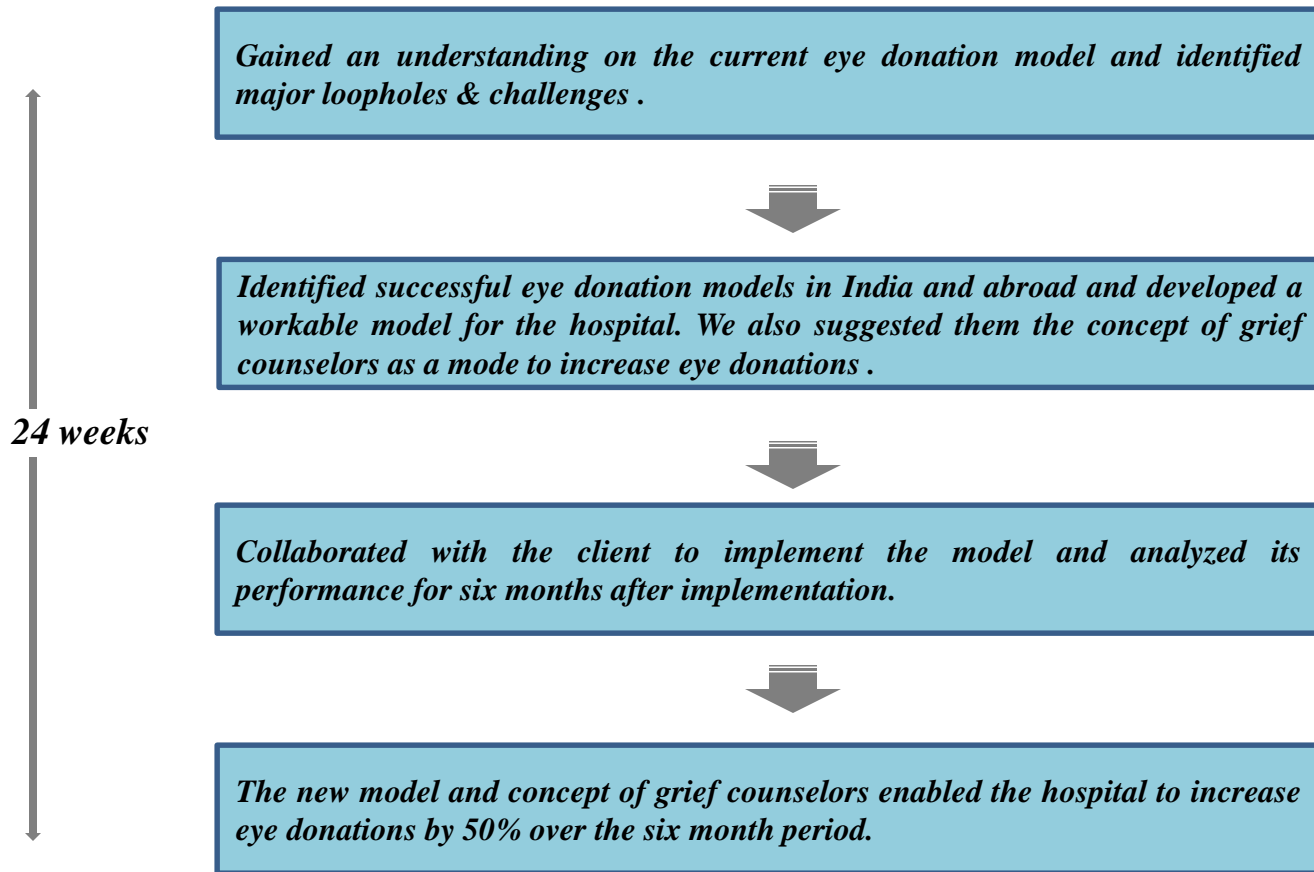 Gained an understanding on the current eye donation model and identified
major loopholes & challenges .
Identified successful eye donation models in India and abroad and developed a
workable model for the hospital. We also suggested them the concept of grief
counselors as a mode to increase eye donations .
24 weeks
Collaborated with the client to implement the model and analyzed its
performance for six months after implementation.
The new model and concept of grief counselors enabled the hospital to increase
eye donations by 50% over the six month period.